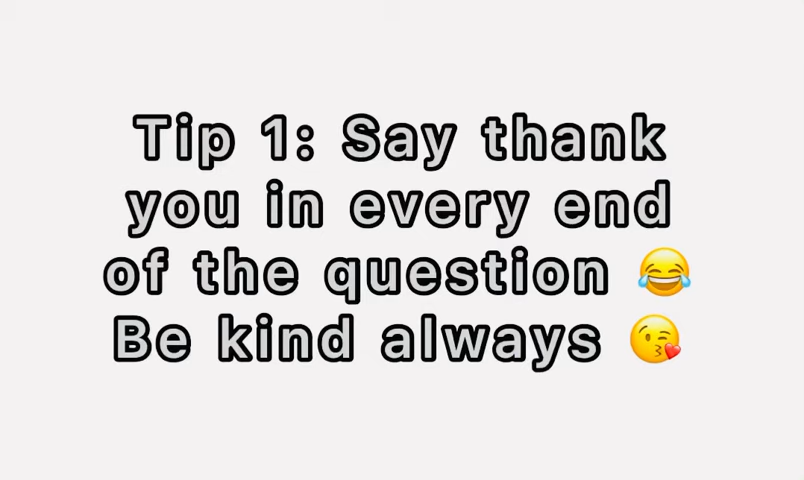 Tip 1: Say thank
you in every end
of the question 😂
Be kind always 😘